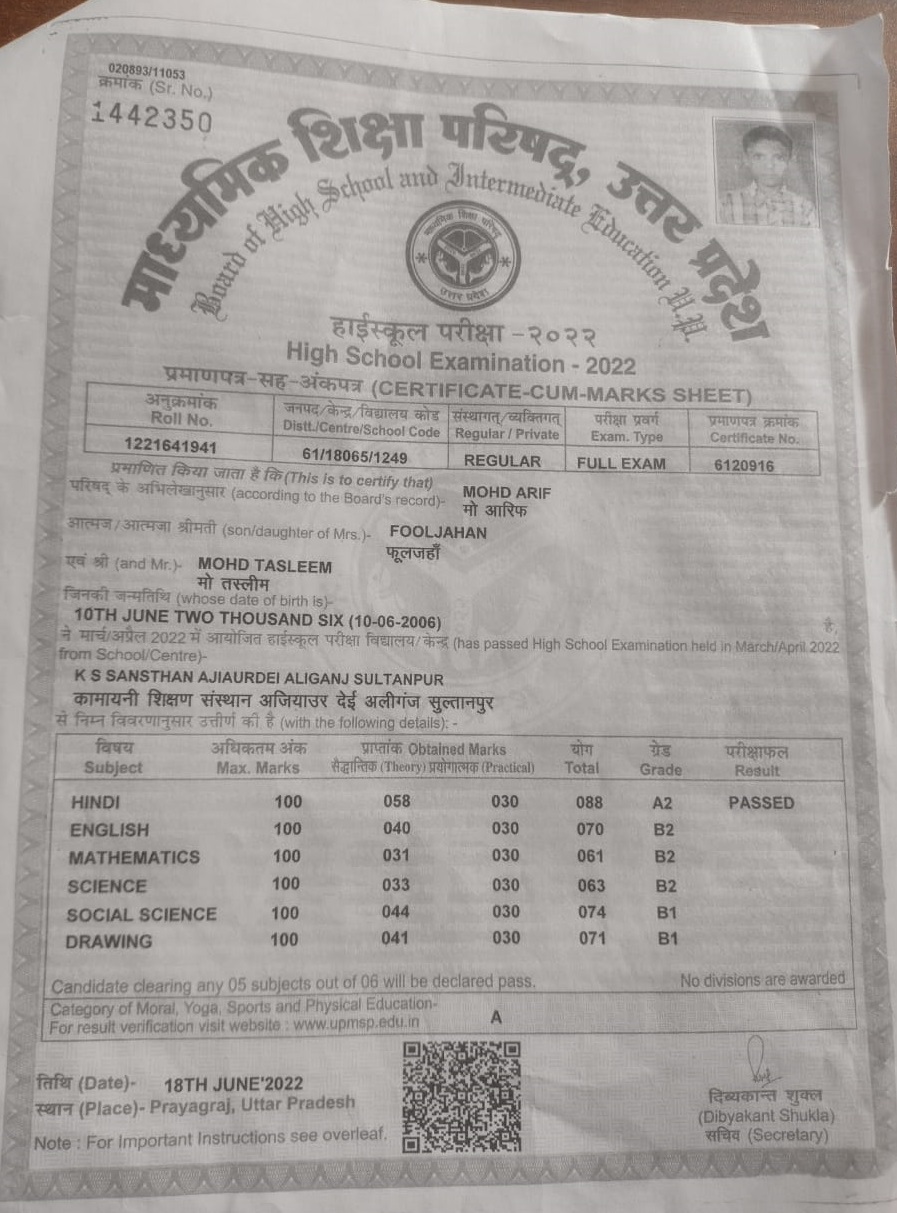 020893/11053
क्रमांक (Sr. No.)
1442350
माध्यमिक शिक्षा परिषद्, उत्तर प्रदेश
Board of High School and Intermediate Education U.P.
माध्यमिक शिक्षा परिषद्
उत्तर प्रदेश
हाईस्कूल परीक्षा -२०२२
High School Examination - 2022
प्रमाणपत्र-सह-अंकपत्र (CERTIFICATE-CUM-MARKS SHEET)
अनुक्रमांक जनपद/केन्द्र/विद्यालय कोड संस्थागत्/व्यक्तिगत् परीक्षा प्रवर्ग प्रमाणपत्र क्रमांक
Roll No. Distt./Centre/School Code Regular / Private Exam. Type Certificate No.
1221641941 61/18065/1249 REGULAR FULL EXAM 6120916
प्रमाणित किया जाता है कि (This is to certify that)
परिषद् के अभिलेखानुसार (according to the Board's record)- MOHD ARIF
मो आरिफ
आत्मज/आत्मजा श्रीमती (son/daughter of Mrs.)- FOOLJAHAN
फूलजहाँ
एवं श्री (and Mr.)- MOHD TASLEEM
मो तस्लीम
जिनकी जन्मतिथि (whose date of birth is)-
10TH JUNE TWO THOUSAND SIX (10-06-2006) है,
ने मार्च/अप्रैल 2022 में आयोजित हाईस्कूल परीक्षा विद्यालय/केन्द्र (has passed High School Examination held in March/April 2022
from School/Centre)-
K S SANSTHAN AJIAURDEI ALIGANJ SULTANPUR
कामायनी शिक्षण संस्थान अजियाउर देई अलीगंज सुल्तानपुर
से निम्न विवरणानुसार उत्तीर्ण की है (with the following details): -
विषय अधिकतम अंक प्राप्तांक Obtained Marks योग ग्रेड परीक्षाफल
Subject Max. Marks सैद्धान्तिक (Theory) प्रयोगात्मक (Practical) Total Grade Result
HINDI 100 058 030 088 A2 PASSED
ENGLISH 100 040 030 070 B2
MATHEMATICS 100 031 030 061 B2
SCIENCE 100 033 030 063 B2
SOCIAL SCIENCE 100 044 030 074 B1
DRAWING 100 041 030 071 B1
Candidate clearing any 05 subjects out of 06 will be declared pass. No divisions are awarded
Category of Moral, Yoga, Sports and Physical Education- A
For result verification visit website : www.upmsp.edu.in
तिथि (Date)- 18TH JUNE'2022
स्थान (Place)- Prayagraj, Uttar Pradesh
Note : For Important Instructions see overleaf.
दिब्यकान्त शुक्ल
(Dibyakant Shukla)
सचिव (Secretary)